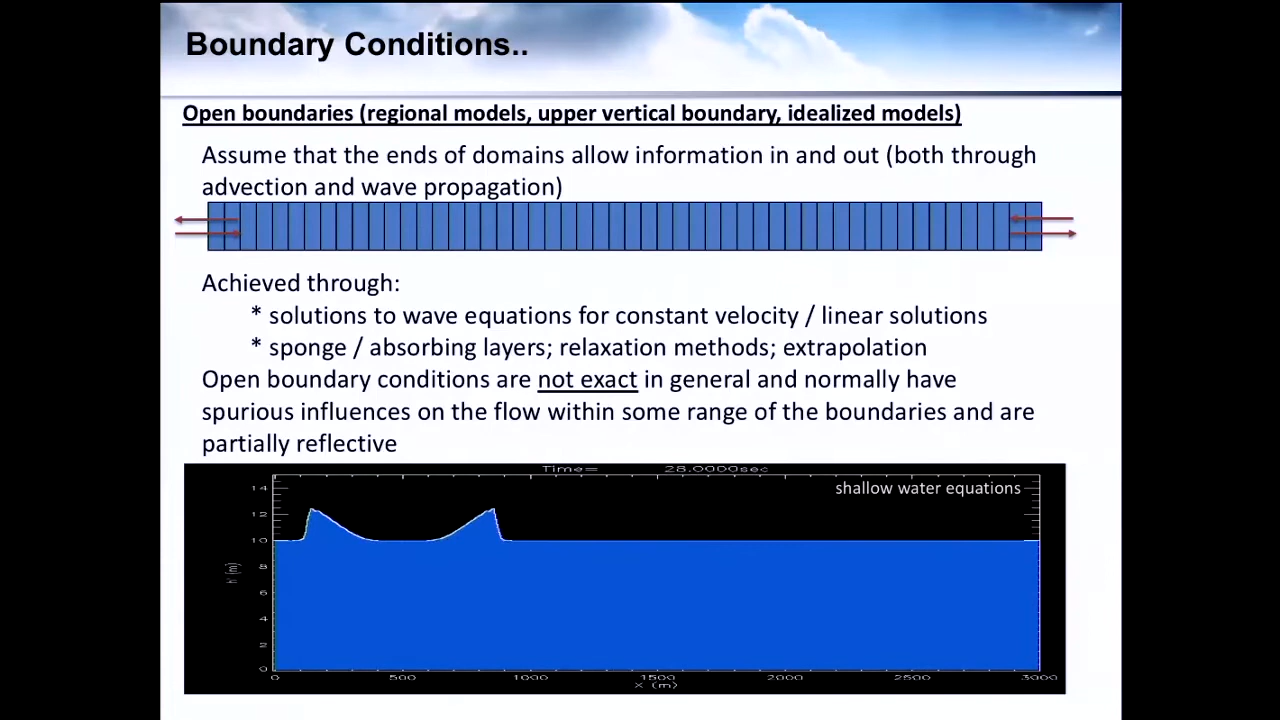 Boundary Conditions..
Open boundaries (regional models, upper vertical boundary, idealized models)
Assume that the ends of domains allow information in and out (both through
advection and wave propagation)
Achieved through:
* solutions to wave equations for constant velocity / linear solutions
* sponge / absorbing layers; relaxation methods; extrapolation
Open boundary conditions are not exact in general and normally have
spurious influences on the flow within some range of the boundaries and are
partially reflective
Time= 28.0000sec
shallow water equations
14
12
10
8
6
4
2
0
h (m)
0 500 1000 1500 2000 2500 3000
X (m)